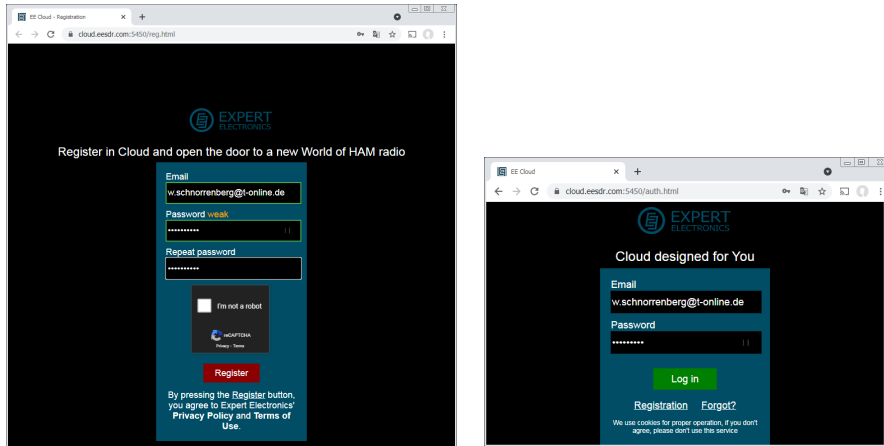 EE Cloud - Registration
cloud.eesdr.com:5450/reg.html
EXPERT
ELECTRONICS
Register in Cloud and open the door to a new World of HAM radio
Email
w.schnorrenberg@t-online.de
Password weak
••••••••••
Repeat password
••••••••••
I'm not a robot
reCAPTCHA
Privacy - Terms
Register
By pressing the Register button,
you agree to Expert Electronics'
Privacy Policy and Terms of
Use.
EE Cloud
cloud.eesdr.com:5450/auth.html
EXPERT
ELECTRONICS
Cloud designed for You
Email
w.schnorrenberg@t-online.de
Password
•••••••••
Log in
Registration Forgot?
We use cookies for proper operation, if you don't
agree, please don't use this service